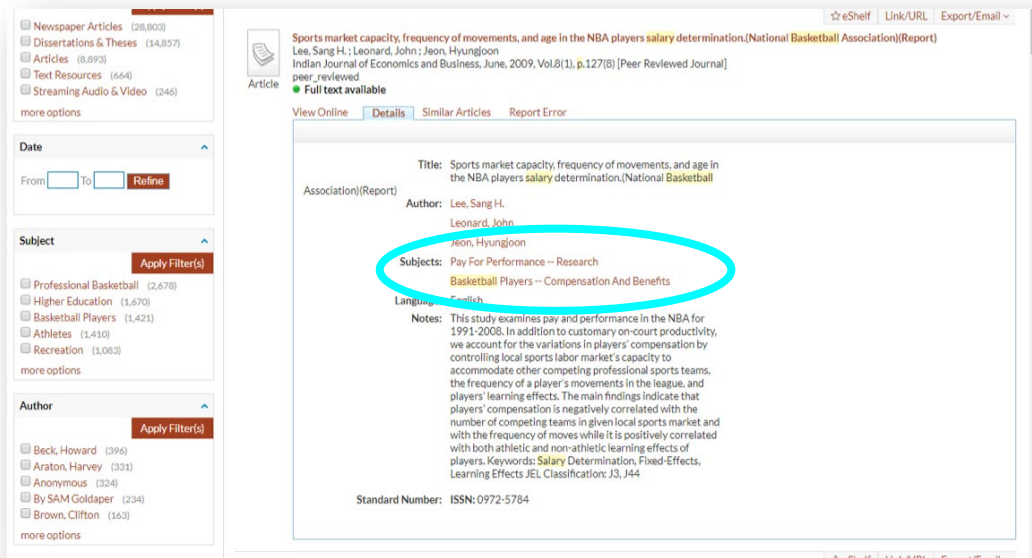 ☆ eShelf Link/URL Export/Email
Newspaper Articles (28,803)
Dissertations & Theses (14,857)
Articles (8,893)
Text Resources (664)
Streaming Audio & Video (246)
more options
Date
From To Refine
Subject
Apply Filter(s)
Professional Basketball (2,678)
Higher Education (1,670)
Basketball Players (1,421)
Athletes (1,410)
Recreation (1,083)
more options
Author
Apply Filter(s)
Beck, Howard (396)
Araton, Harvey (331)
Anonymous (324)
By SAM Goldaper (234)
Brown, Clifton (163)
more options
Article
Sports market capacity, frequency of movements, and age in the NBA players salary determination.(National Basketball Association)(Report)
Lee, Sang H. ; Leonard, John ; Jeon, Hyungjoon
Indian Journal of Economics and Business, June, 2009, Vol.8(1), p.127(8) [Peer Reviewed Journal]
peer_reviewed
Full text available
View Online Details Similar Articles Report Error
Title: Sports market capacity, frequency of movements, and age in
the NBA players salary determination.(National Basketball
Association)(Report)
Author: Lee, Sang H.
Leonard, John
Jeon, Hyungjoon
Subjects: Pay For Performance -- Research
Basketball Players -- Compensation And Benefits
Language: English
Notes: This study examines pay and performance in the NBA for
1991-2008. In addition to customary on-court productivity,
we account for the variations in players' compensation by
controlling local sports labor market's capacity to
accommodate other competing professional sports teams,
the frequency of a player's movements in the league, and
players' learning effects. The main findings indicate that
players' compensation is negatively correlated with the
number of competing teams in given local sports market and
with the frequency of moves while it is positively correlated
with both athletic and non-athletic learning effects of
players. Keywords: Salary Determination, Fixed-Effects,
Learning Effects JEL Classification: J3, J44
Standard Number: ISSN: 0972-5784